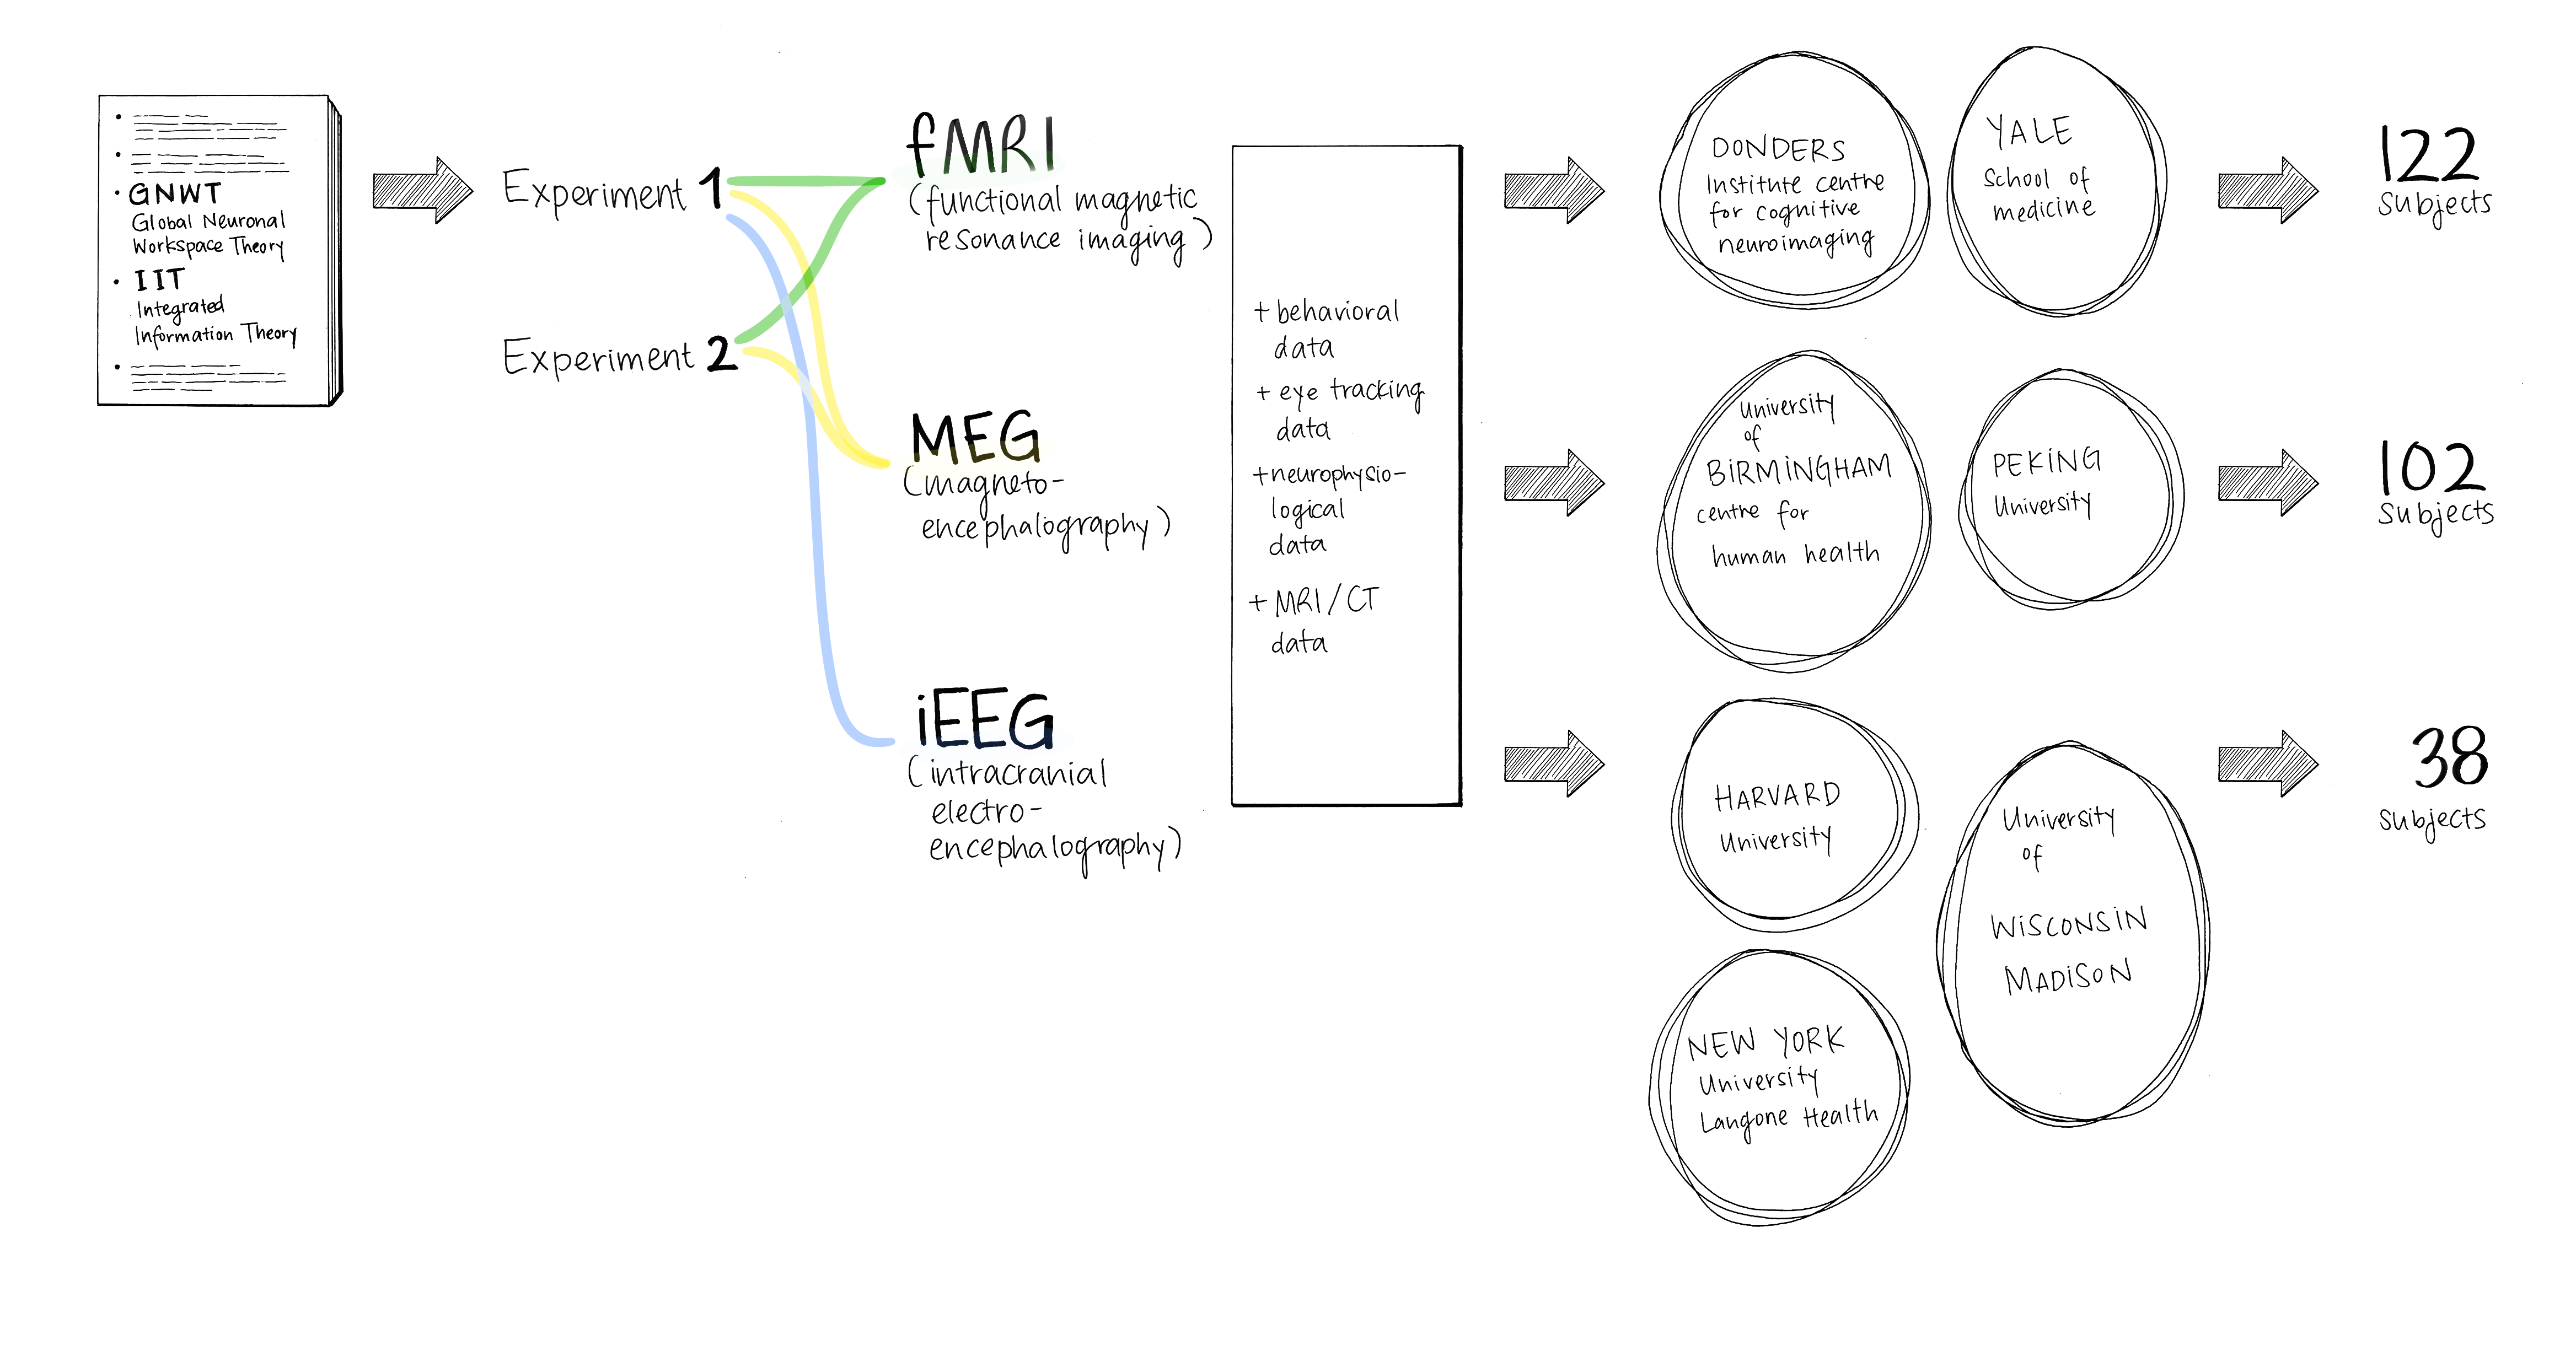 • GNWT
Global Neuronal
Workspace Theory
• IIT
Integrated
Information Theory
Experiment 1
Experiment 2
fMRI
(functional magnetic
resonance imaging)
MEG
(magneto-
encephalography)
iEEG
(intracranial
electro-
encephalography)
+ behavioral
data
+ eye tracking
data
+ neurophysio-
logical
data
+ MRI/CT
data
DONDERS
Institute centre
for cognitive
neuroimaging
YALE
School of
medicine
122
subjects
University
of
BIRMINGHAM
centre for
human health
PEKING
University
102
subjects
HARVARD
University
University
of
WISCONSIN
MADISON
NEW YORK
University
Langone Health
38
subjects